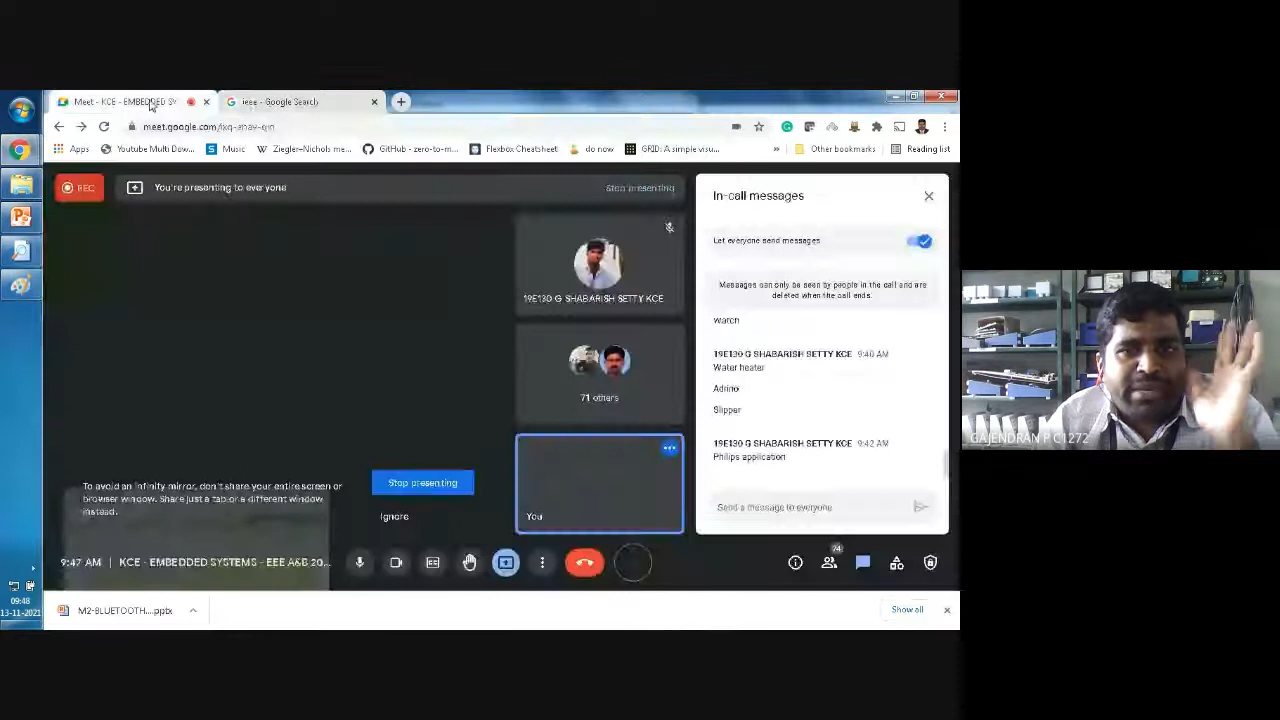 Meet - KCE - EMBEDDED SY
ieee - Google Search
meet.google.com/
Apps
Youtube Multi Dow...
Music
Ziegler–Nichols me...
GitHub - zero-to-m...
Flexbox Cheatsheet
do now
GRID: A simple visu...
»
Other bookmarks
Reading list
REC
You're presenting to everyone
Stop presenting
19E130 G SHABARISH SETTY KCE
71 others
To avoid an infinity mirror, don't share your entire screen or
browser window. Share just a tab or a different window
instead.
Stop presenting
Ignore
You
In-call messages
Let everyone send messages
Messages can only be seen by people in the call and are
deleted when the call ends.
Watch
19E130 G SHABARISH SETTY KCE 9:40 AM
Water heater
Adrino
Slipper
19E130 G SHABARISH SETTY KCE 9:42 AM
Philips application
Send a message to everyone
9:47 AM | KCE - EMBEDDED SYSTEMS - EEE A&B 20...
74
M2-BLUETOOTH....pptx
Show all
09:48
13-11-2021
GAJENDRAN P C1272